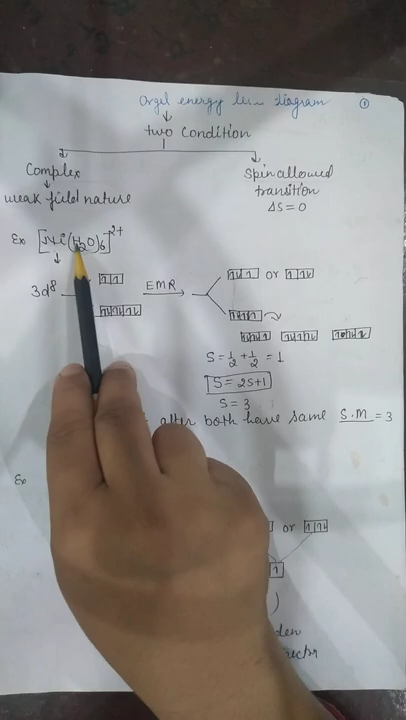 Orgel energy diagram ①
two Condition
Complex
weak field nature
Spin allowed
transition
ΔS = 0
Ex [Ni(H2O)6]2+
3d8
EMR
or
S = 1/2 + 1/2 = 1
S = 2S+1
S = 3
after both have same S.M = 3
Ex
or